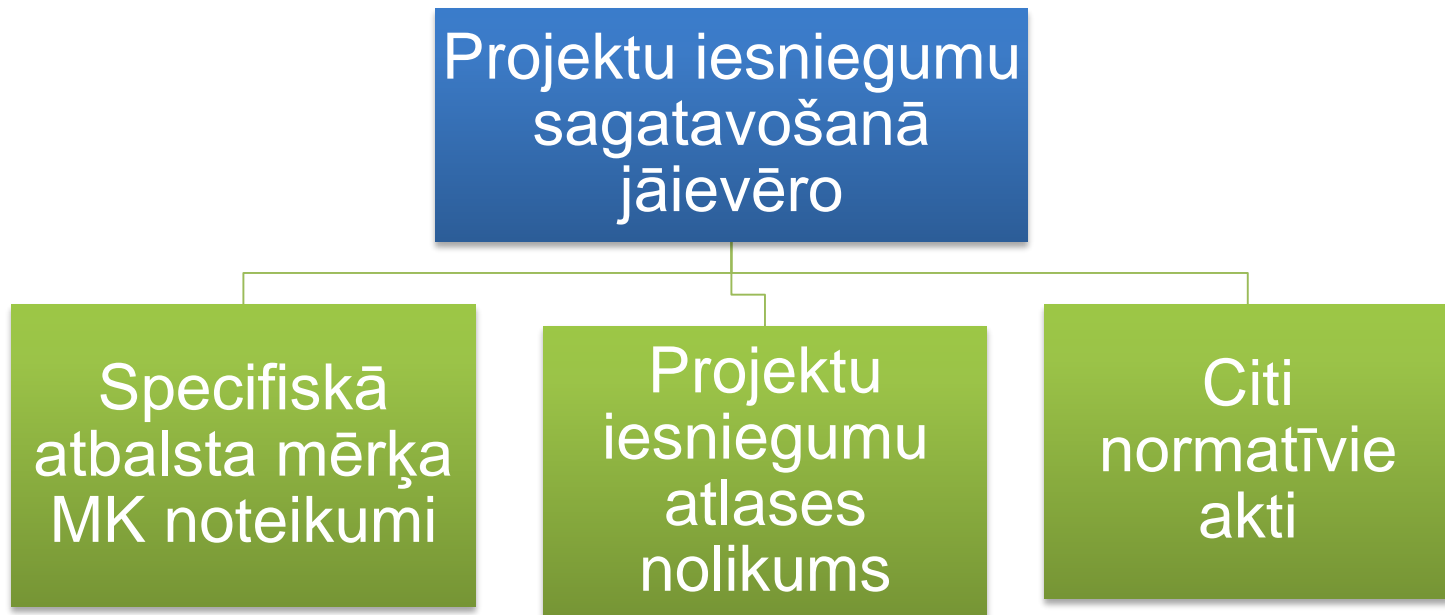 Projektu iesniegumu
sagatavošanā
jāievēro
Specifiskā
atbalsta mērķa
MK noteikumi
Projektu
iesniegumu
atlases
nolikums
Citi
normatīvie
akti